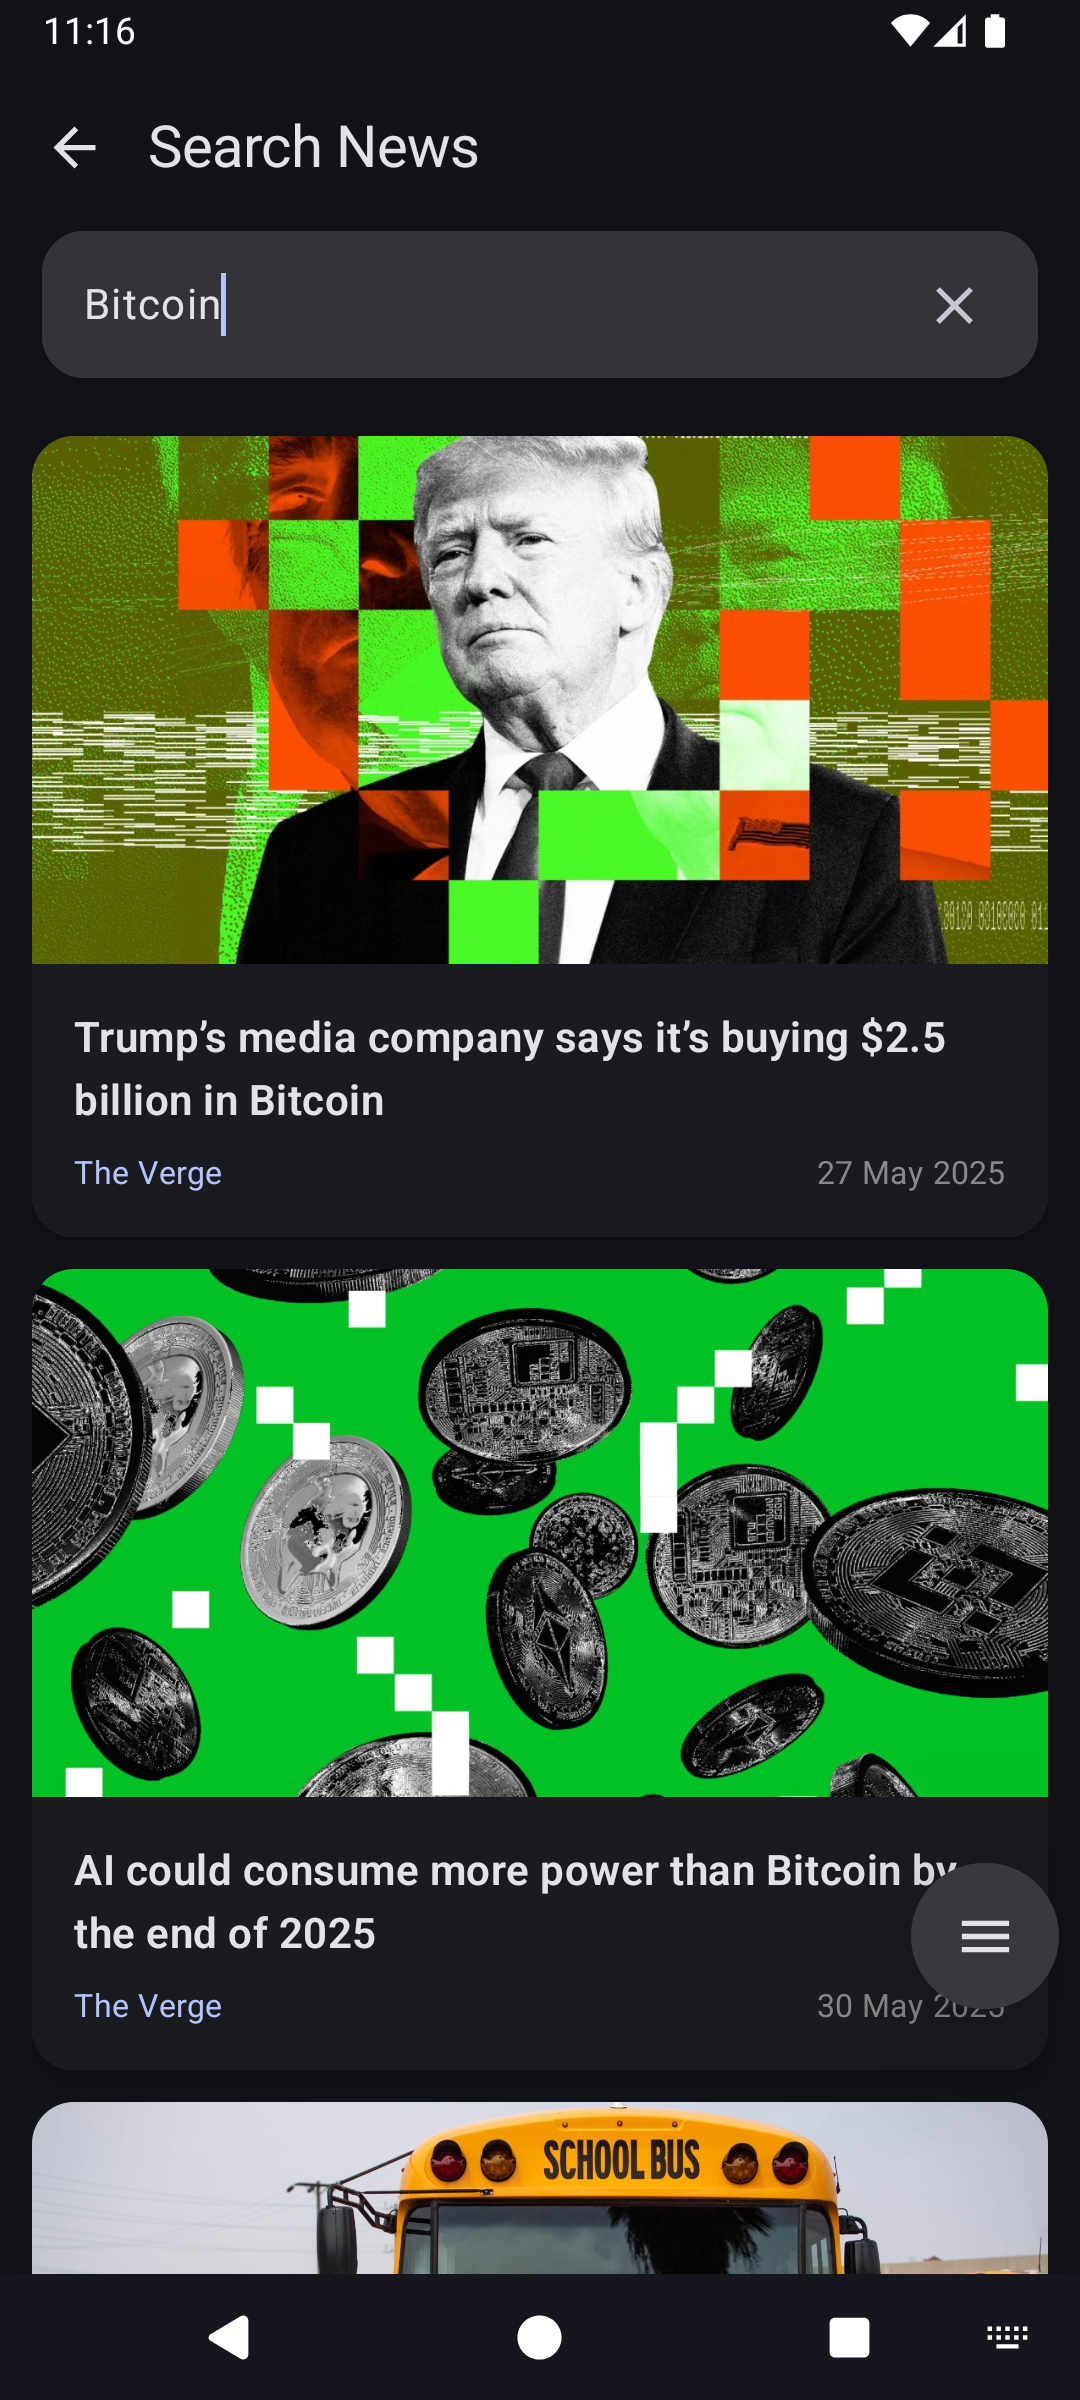 11:16
Search News
Bitcoin
Trump’s media company says it’s buying $2.5
billion in Bitcoin
The Verge
27 May 2025
AI could consume more power than Bitcoin by
the end of 2025
The Verge
30 May 2025
SCHOOL BUS